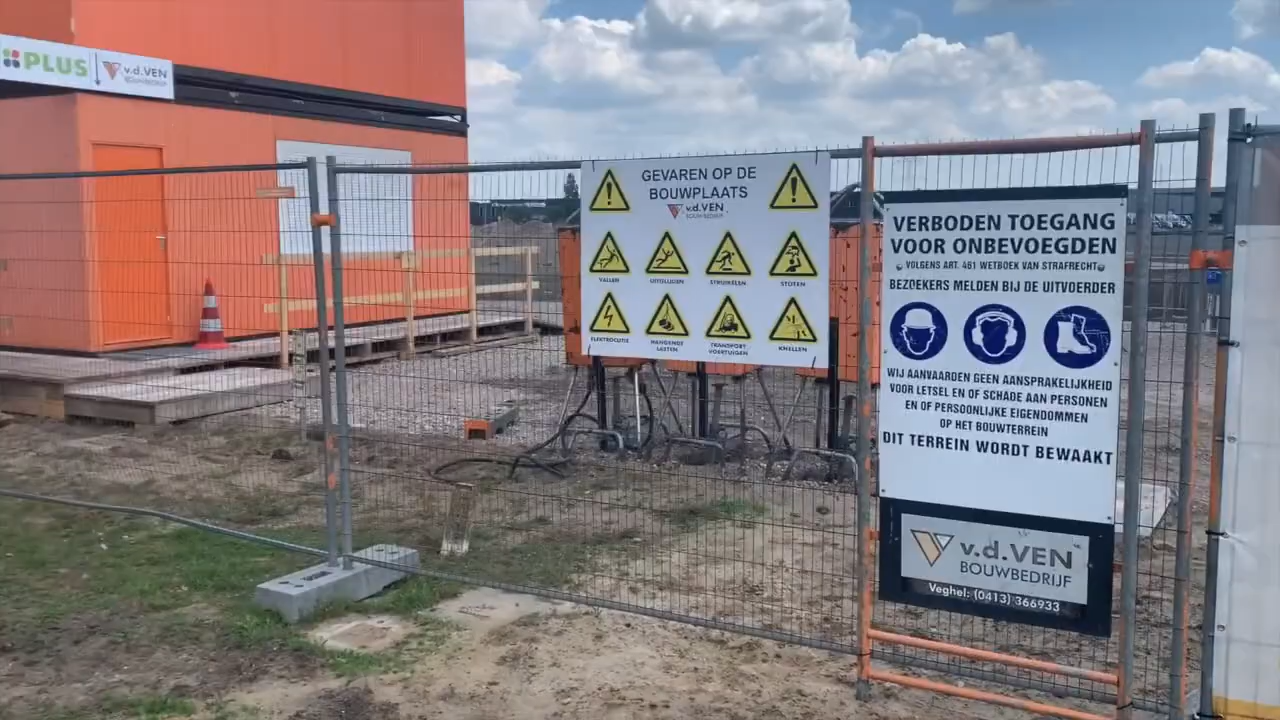 PLUS
v.d.VEN
BOUWBEDRIJF
GEVAREN OP DE
BOUWPLAATS
v.d.VEN
BOUWBEDRIJF
VALLEN UITGLIJDEN STRUIKELEN STOTEN
ELEKTROCUTIE HANGENDE LASTEN TRANSPORT VOERTUIGEN KNELLEN
VERBODEN TOEGANG
VOOR ONBEVOEGDEN
VOLGENS ART. 461 WETBOEK VAN STRAFRECHT
BEZOEKERS MELDEN BIJ DE UITVOERDER
WIJ AANVAARDEN GEEN AANSPRAKELIJKHEID
VOOR LETSEL EN OF SCHADE AAN PERSONEN
EN OF PERSOONLIJKE EIGENDOMMEN
OP HET BOUWTERREIN
DIT TERREIN WORDT BEWAAKT
v.d.VEN
BOUWBEDRIJF
Veghel: (0413) 366933